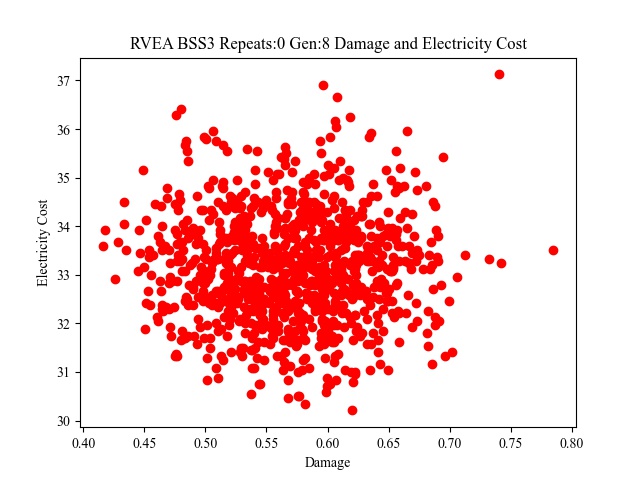 RVEA BSS3 Repeats:0 Gen:8 Damage and Electricity Cost
37
36
35
34
33
32
31
30
Electricity Cost
0.40 0.45 0.50 0.55 0.60 0.65 0.70 0.75 0.80
Damage